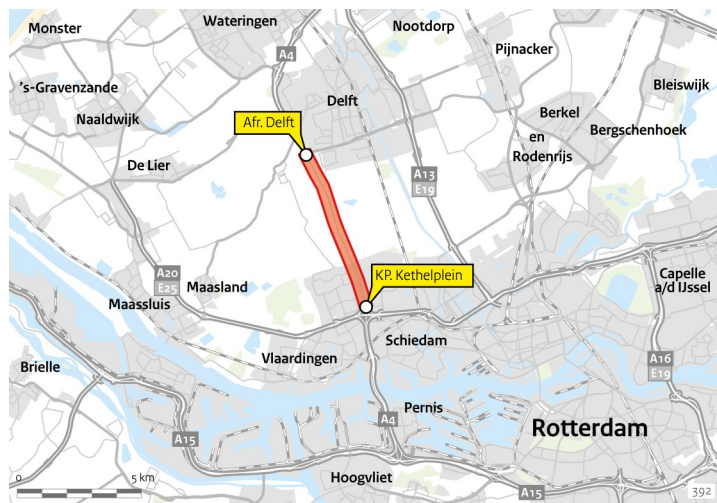 Monster
Wateringen
Nootdorp
A4
Pijnacker
's-Gravenzande
Bleiswijk
Delft
Naaldwijk
Afr. Delft
Berkel
en
Rodenrijs
Bergschenhoek
De Lier
A13
E19
A20
E25
Maasland
KP. Kethelplein
Capelle
a/d IJssel
Maassluis
Schiedam
Vlaardingen
Brielle
A16
E19
Pernis
A4
Rotterdam
A15
Hoogvliet
0
5 km
A15
392